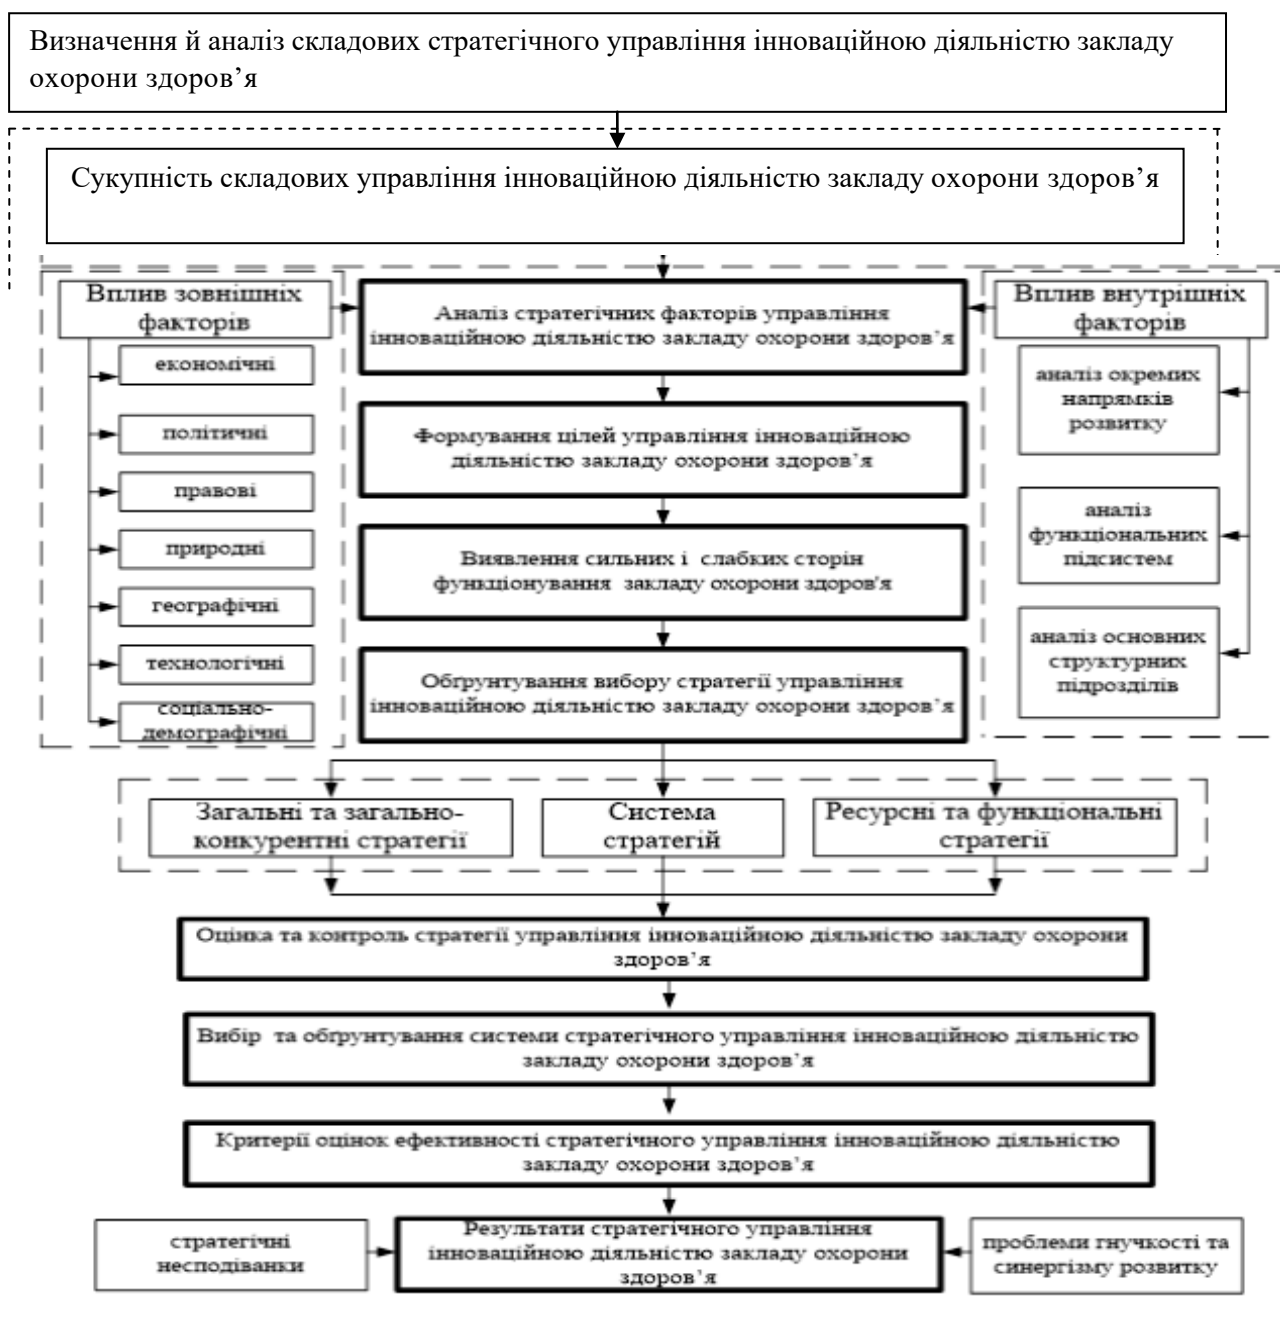 Визначення й аналіз складових стратегічного управління інноваційною діяльністю закладу
охорони здоров’я
Сукупність складових управління інноваційною діяльністю закладу охорони здоров’я
Вплив зовнішніх
факторів
економічні
політичні
правові
природні
географічні
технологічні
соціально-
демографічні
Аналіз стратегічних факторів управління
інноваційною діяльністю закладу охорони здоров’я
Формування цілей управління інноваційною
діяльністю закладу охорони здоров’я
Виявлення сильних і слабких сторін
функціонування закладу охорони здоров'я
Обґрунтування вибору стратегії управління
інноваційною діяльністю закладу охорони здоров’я
Вплив внутрішніх
факторів
аналіз окремих
напрямків
розвитку
аналіз
функціональних
підсистем
аналіз основних
структурних
підрозділів
Загальні та загально-
конкурентні стратегії
Система
стратегій
Ресурсні та функціональні
стратегії
Оцінка та контроль стратегії управління інноваційною діяльністю закладу охорони
здоров’я
Вибір та обґрунтування системи стратегічного управління інноваційною діяльністю
закладу охорони здоров’я
Критерії оцінок ефективності стратегічного управління інноваційною діяльністю
закладу охорони здоров’я
стратегічні
несподіванки
Результати стратегічного управління
інноваційною діяльністю закладу охорони
здоров’я
проблеми гнучкості та
синергізму розвитку